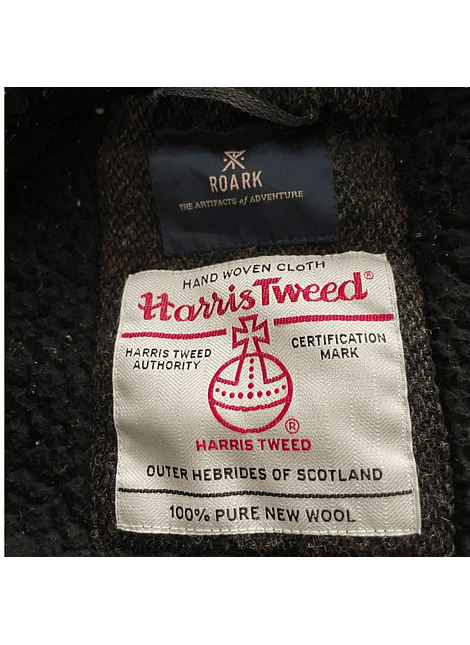 ROARK
THE ARTIFACTS of ADVENTURE
HAND WOVEN CLOTH
Harris Tweed®
HARRIS TWEED
AUTHORITY
CERTIFICATION
MARK
®
HARRIS TWEED
OUTER HEBRIDES OF SCOTLAND
100% PURE NEW WOOL